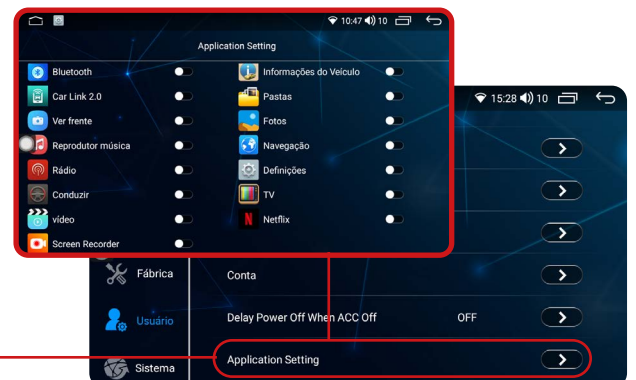 10:47 10
Application Setting
Bluetooth
Informações do Veículo
Car Link 2.0
Pastas
Ver frente
Fotos
Reprodutor música
Navegação
Rádio
Definições
Conduzir
TV
vídeo
Netflix
Screen Recorder
15:28 10
Fábrica
Conta
Usuário
Delay Power Off When ACC Off OFF
Sistema
Application Setting